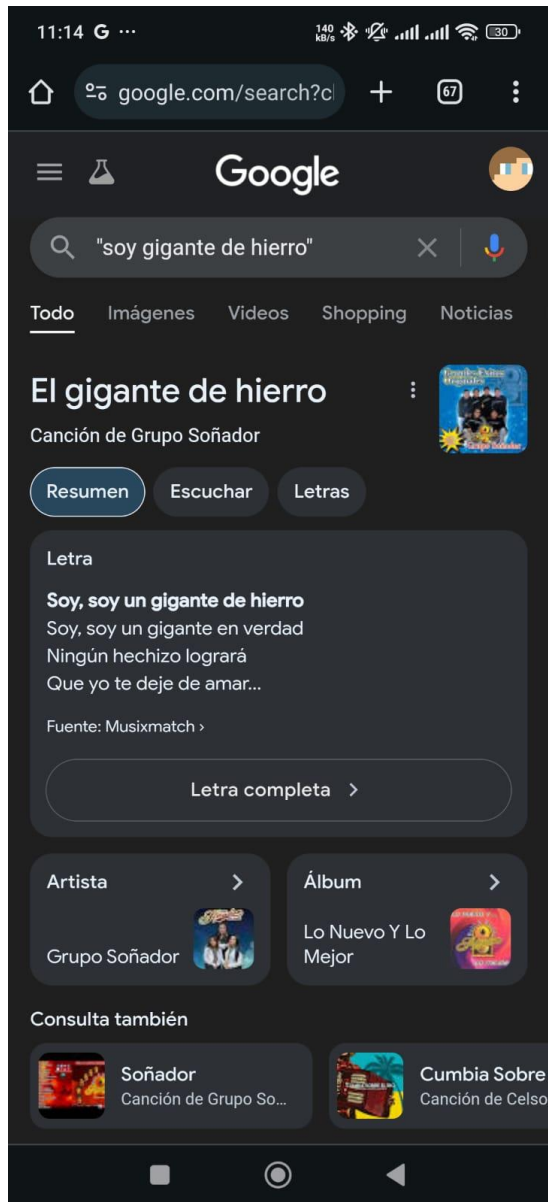 11:14 G ...
140 KB/s 30
google.com/search?cl
67
Google
"soy gigante de hierro"
Todo Imágenes Videos Shopping Noticias
El gigante de hierro
Canción de Grupo Soñador
Resumen Escuchar Letras
Letra
Soy, soy un gigante de hierro
Soy, soy un gigante en verdad
Ningún hechizo logrará
Que yo te deje de amar...
Fuente: Musixmatch ›
Letra completa >
Artista >
Grupo Soñador
Álbum >
Lo Nuevo Y Lo
Mejor
Consulta también
Soñador
Canción de Grupo So...
Cumbia Sobre
Canción de Celso